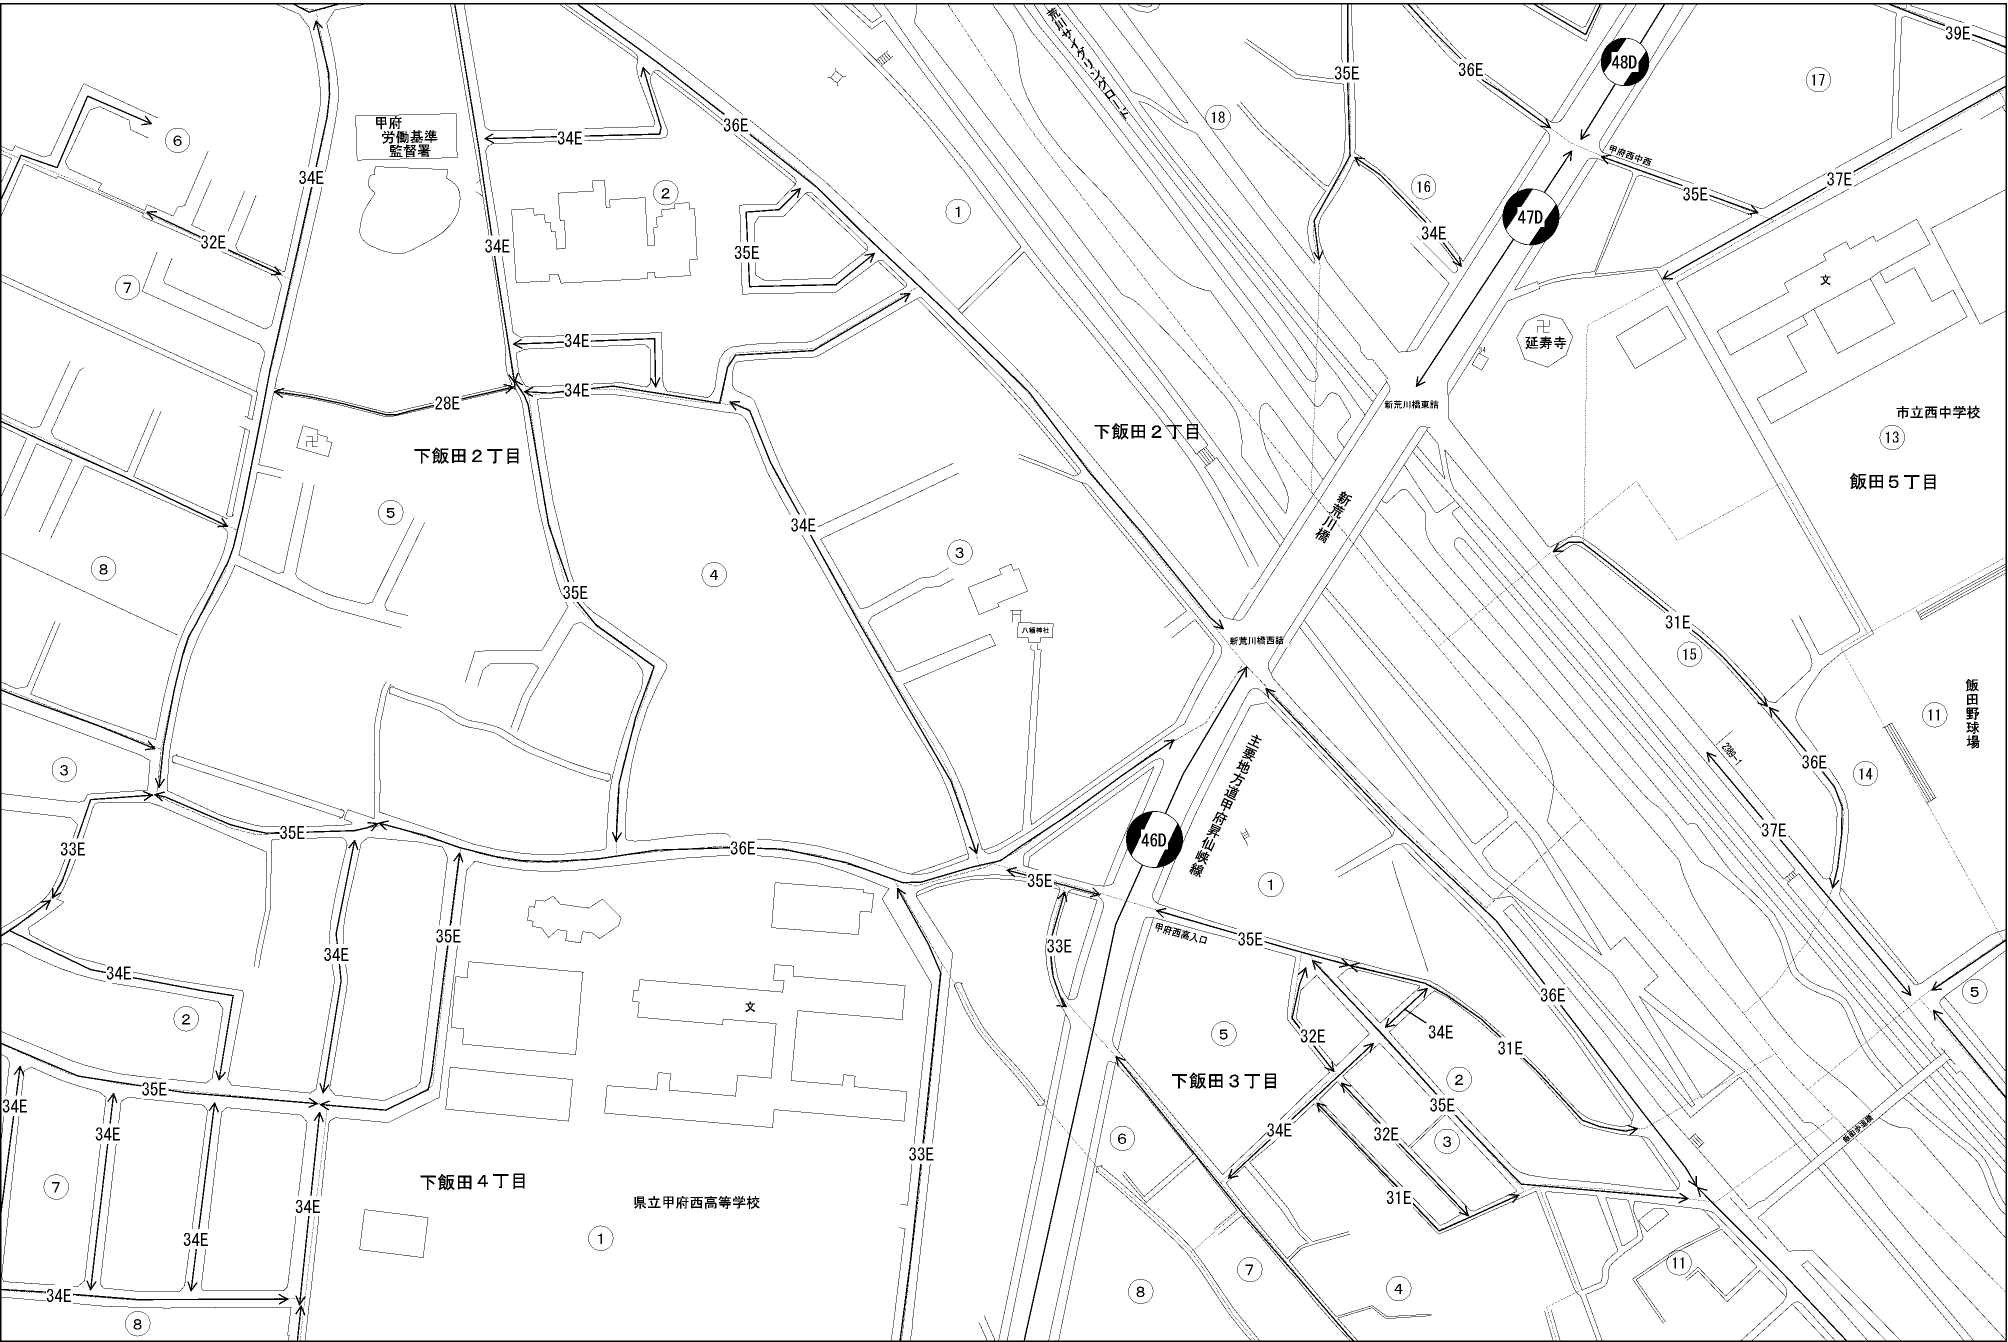 39E
荒川サイクリングロード
48D
36E
35E
17
18
甲府
労働基準
監督署
34E
36E
6
34E
甲府西中西
37E
2
16
35E
1
47D
34E
32E
34E
35E
7
文
34E
延寿寺
28E
34E
新荒川橋東詰
市立西中学校
下飯田2丁目
下飯田2丁目
13
飯田5丁目
新荒川橋
5
34E
3
8
4
35E
31E
八幡神社
新荒川橋西詰
15
飯田野球場
11
主要地方道甲府昇仙峡線
288-1
36E
3
14
35E
37E
46D
33E
36E
35E
1
35E
甲府西高入口
33E
35E
34E
34E
36E
5
文
2
5
34E
32E
31E
下飯田3丁目
2
35E
35E
34E
34E
34E
32E
6
3
飯田歩道橋
33E
下飯田4丁目
7
31E
県立甲府西高等学校
34E
34E
1
7
11
8
4
34E
8